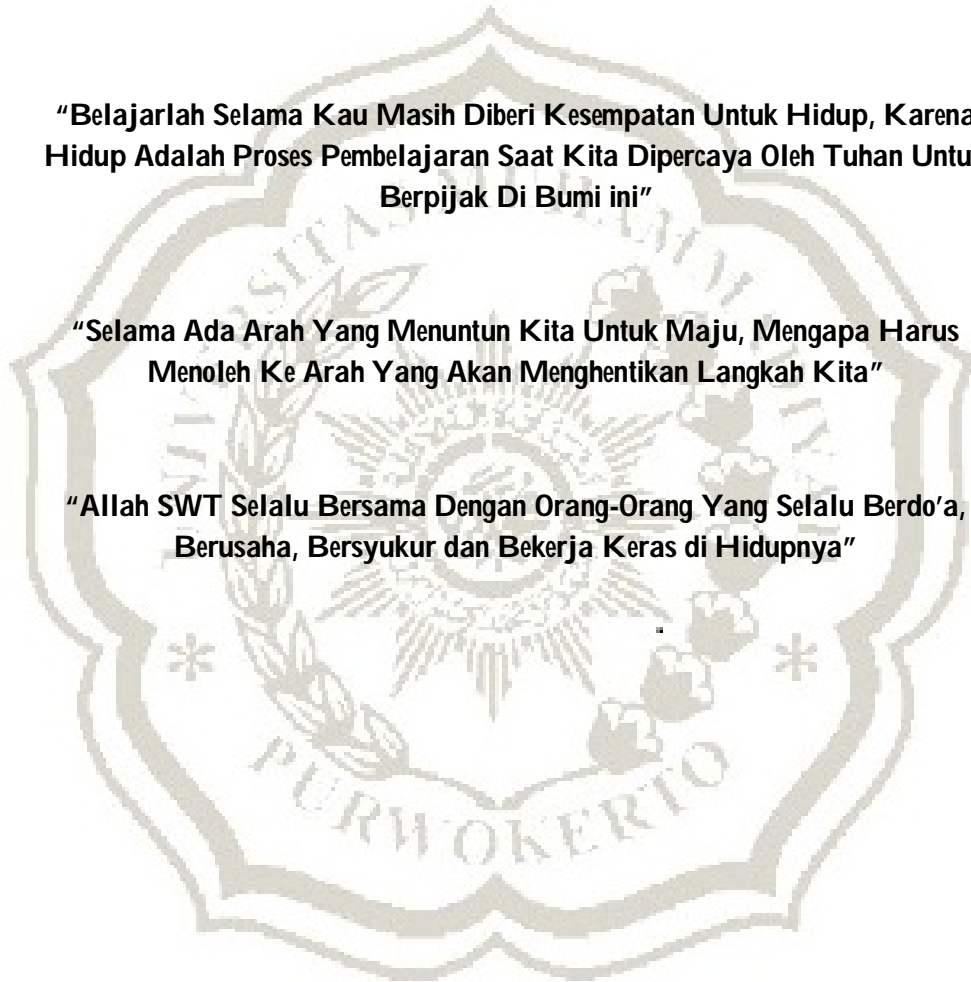 “Belajarlah Selama Kau Masih Diberi Kesempatan Untuk Hidup, Karena
Hidup Adalah Proses Pembelajaran Saat Kita Dipercaya Oleh Tuhan Untu
Berpijak Di Bumi ini”
“Selama Ada Arah Yang Menuntun Kita Untuk Maju, Mengapa Harus
Menoleh Ke Arah Yang Akan Menghentikan Langkah Kita”
“Allah SWT Selalu Bersama Dengan Orang-Orang Yang Selalu Berdo’a,
Berusaha, Bersyukur dan Bekerja Keras di Hidupnya”
PURWOKERTO